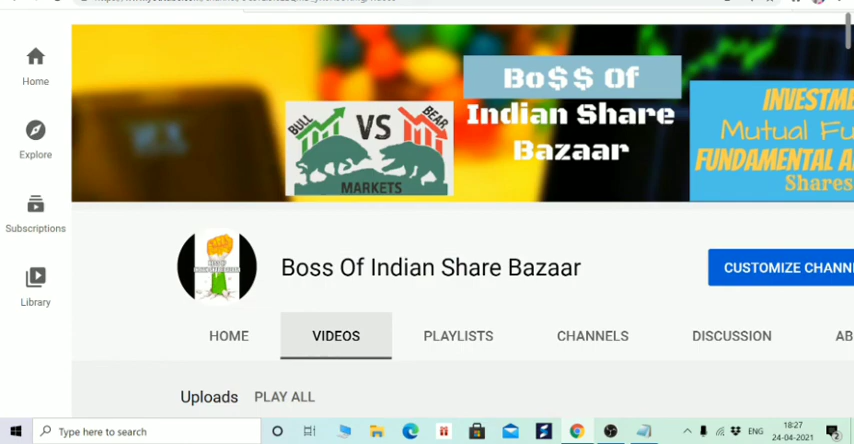 Bo$$ Of
Indian Share
Bazaar
BULL
VS
BEAR
MARKETS
INVESTME
Mutual Fu
FUNDAMENTAL A
Shares
Home
Explore
Subscriptions
Library
Boss Of Indian Share Bazaar
CUSTOMIZE CHANN
HOME
VIDEOS
PLAYLISTS
CHANNELS
DISCUSSION
AB
Uploads
PLAY ALL
Type here to search
ENG
18:27
24-04-2021
2